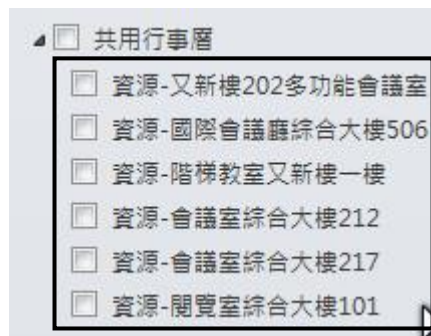 共用行事曆
資源-又新樓202多功能會議室
資源-國際會議廳綜合大樓506
資源-階梯教室又新樓一樓
資源-會議室綜合大樓212
資源-會議室綜合大樓217
資源-閱覽室綜合大樓101